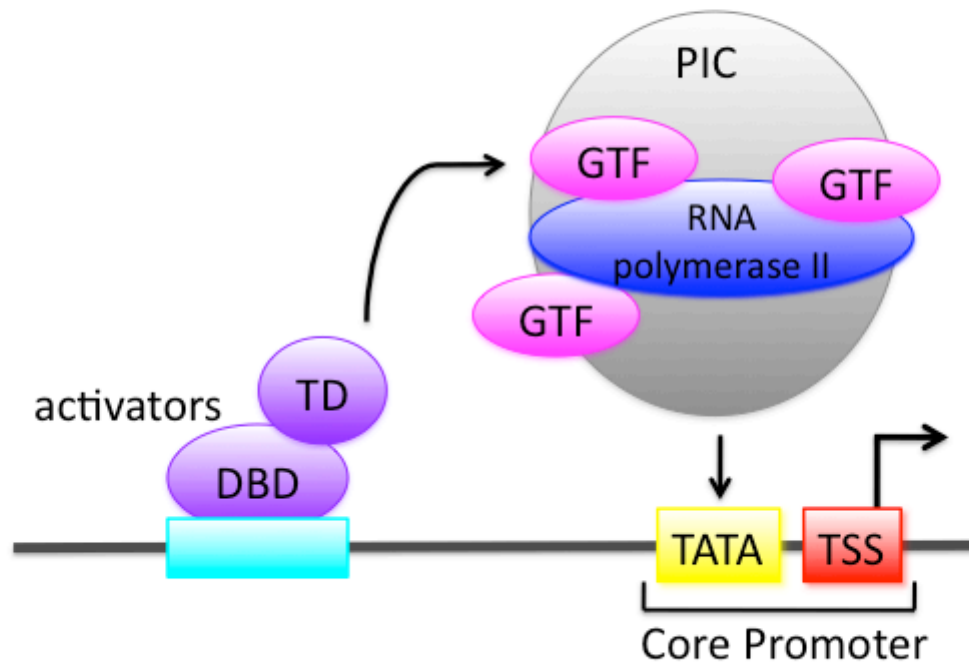 PIC
GTF
GTF
RNA
polymerase II
GTF
TD
activators
DBD
TATA
TSS
Core Promoter